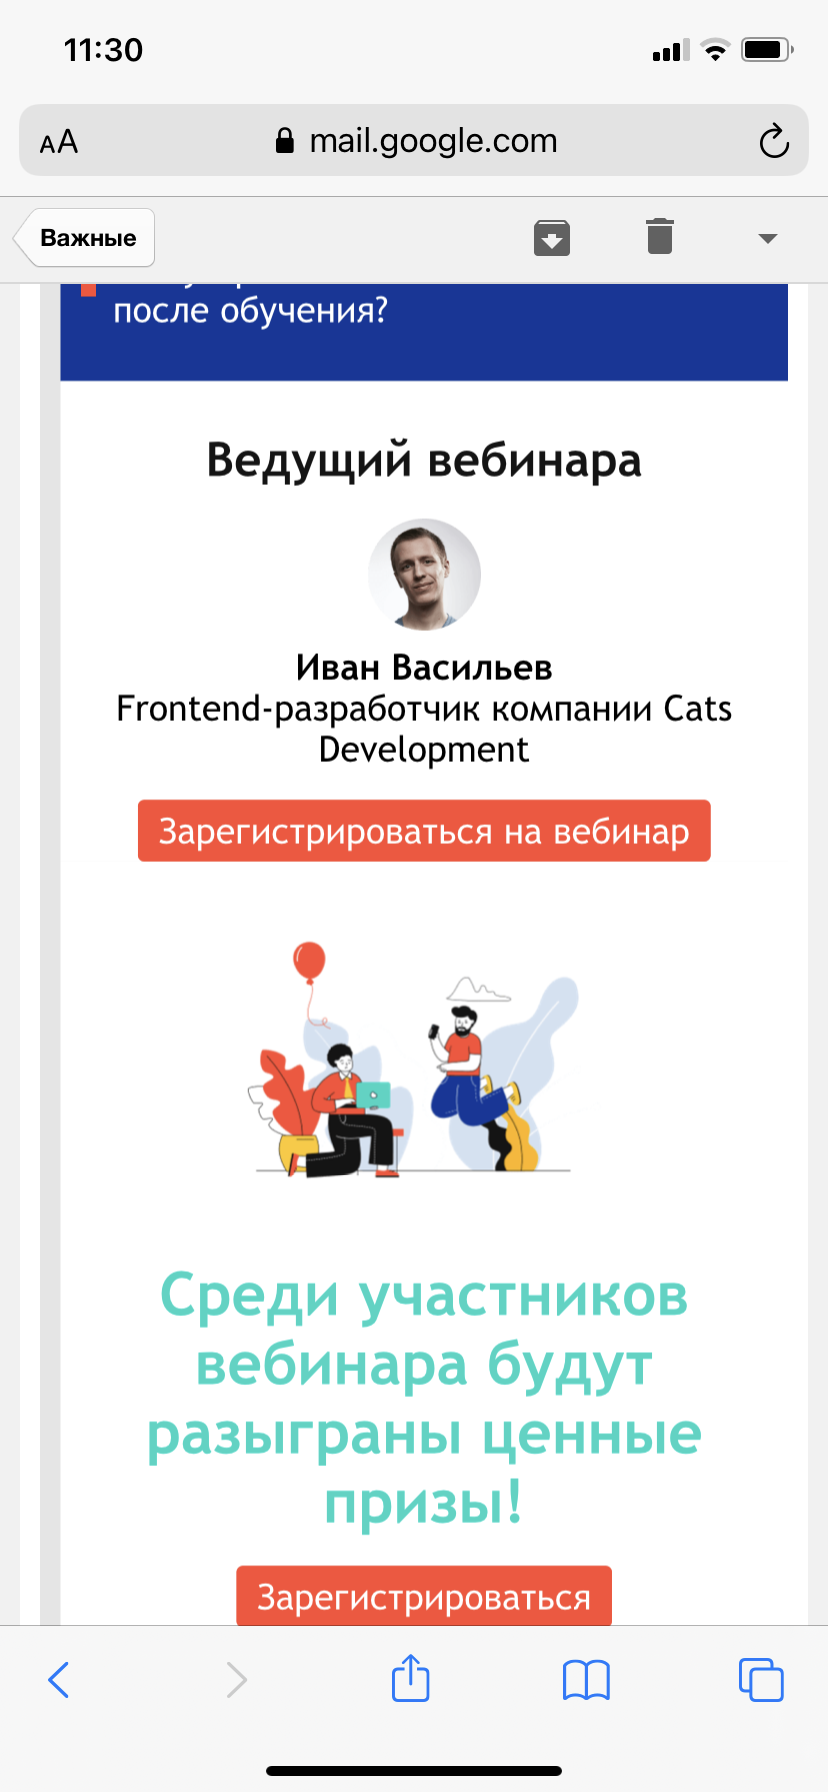 11:30
AA
mail.google.com
Важные
после обучения?
Ведущий вебинара
Иван Васильев
Frontend-разработчик компании Cats
Development
Зарегистрироваться на вебинар
Среди участников
вебинара будут
разыграны ценные
призы!
Зарегистрироваться